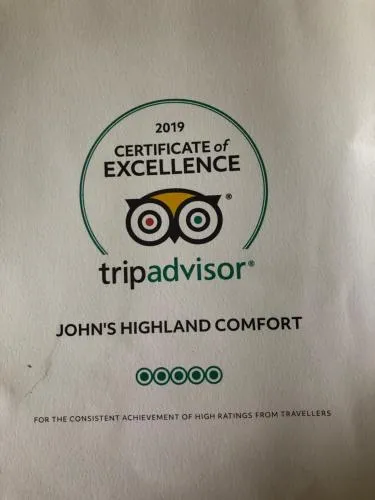 2019
CERTIFICATE of
EXCELLENCE
®
tripadvisor®
JOHN'S HIGHLAND COMFORT
FOR THE CONSISTENT ACHIEVEMENT OF HIGH RATINGS FROM TRAVELLERS